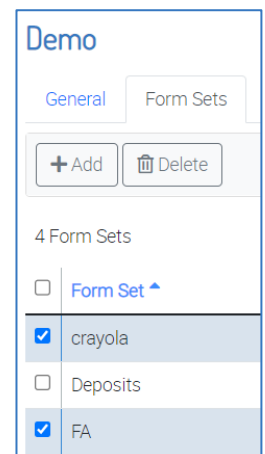 Demo
General Form Sets
+ Add Delete
4 Form Sets
Form Set
crayola
Deposits
FA